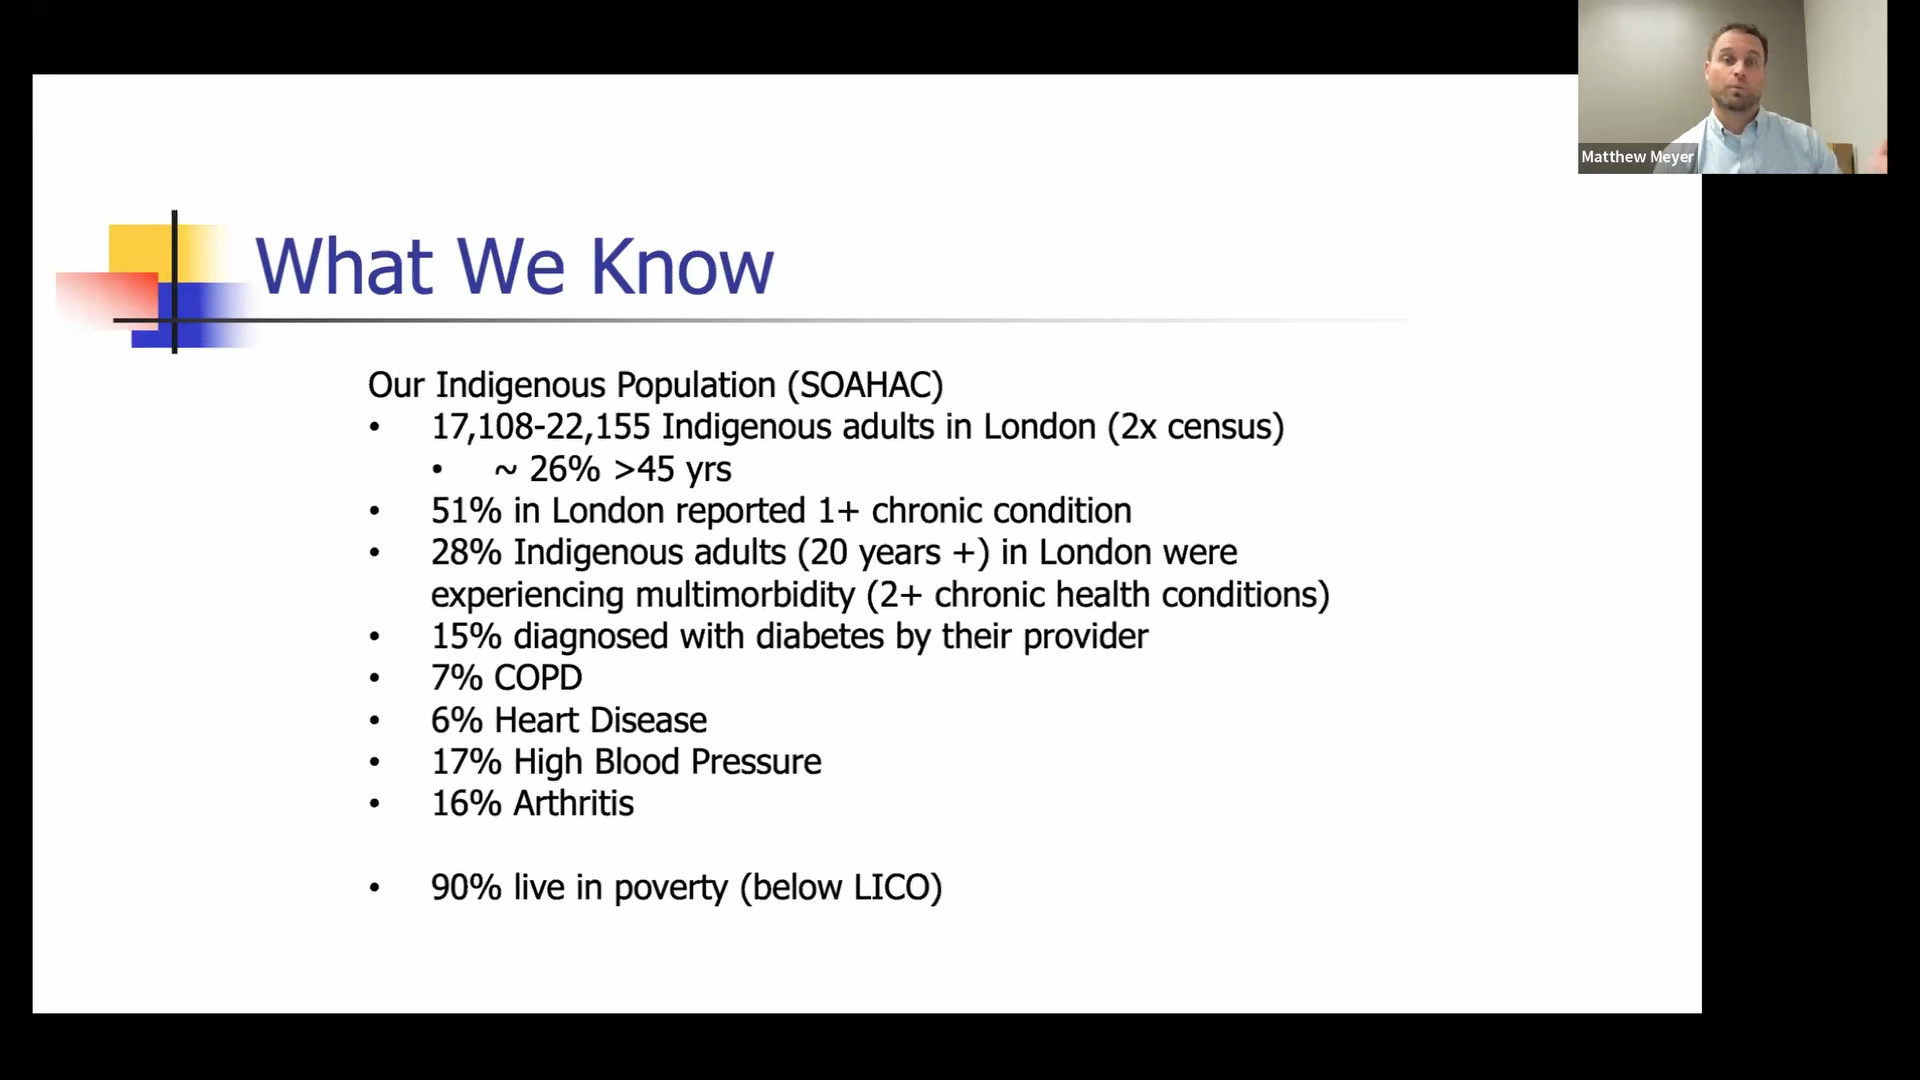 Matthew Meyer
What We Know
Our Indigenous Population (SOAHAC)
• 17,108-22,155 Indigenous adults in London (2x census)
• ~ 26% >45 yrs
• 51% in London reported 1+ chronic condition
• 28% Indigenous adults (20 years +) in London were
experiencing multimorbidity (2+ chronic health conditions)
• 15% diagnosed with diabetes by their provider
• 7% COPD
• 6% Heart Disease
• 17% High Blood Pressure
• 16% Arthritis
• 90% live in poverty (below LICO)